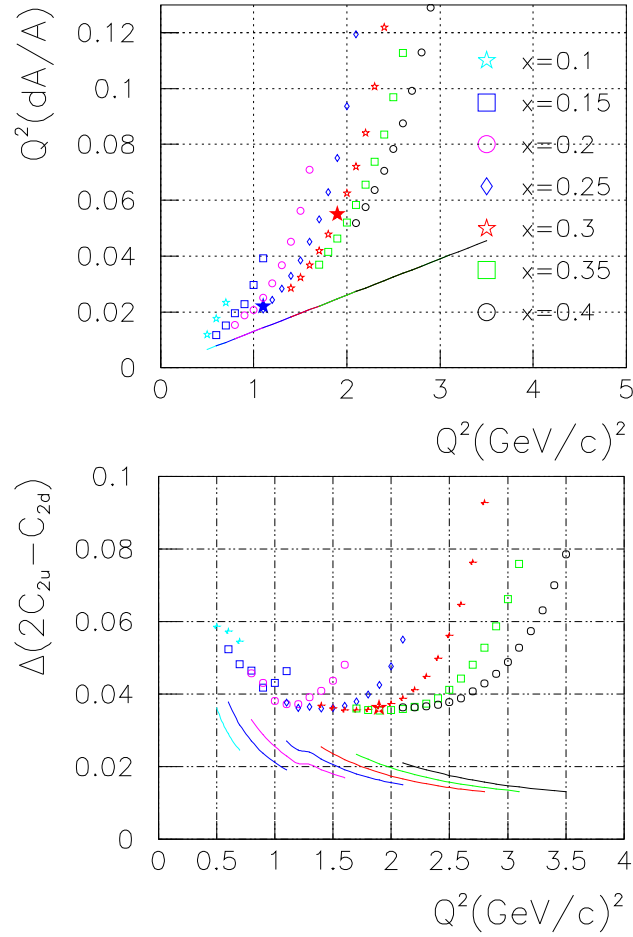 Q²(dA/A)
0.12
0.1
0.08
0.06
0.04
0.02
0
x=0.1
x=0.15
x=0.2
x=0.25
x=0.3
x=0.35
x=0.4
0 1 2 3 4 5
Q²(GeV/c)²
Δ(2C₂ᵤ−C₂d)
0.1
0.08
0.06
0.04
0.02
0
0 0.5 1 1.5 2 2.5 3 3.5 4
Q²(GeV/c)²